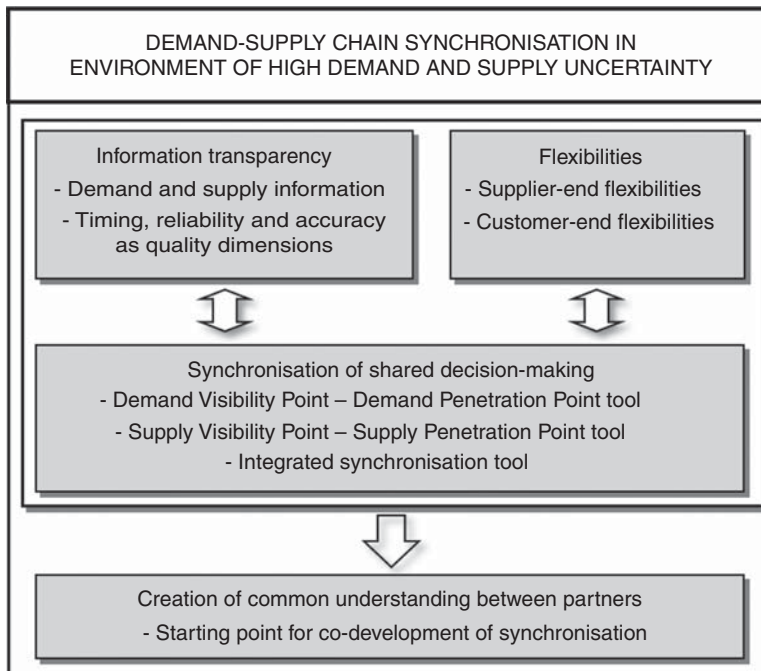 DEMAND-SUPPLY CHAIN SYNCHRONISATION IN
ENVIRONMENT OF HIGH DEMAND AND SUPPLY UNCERTAINTY
Information transparency
- Demand and supply information
- Timing, reliability and accuracy
as quality dimensions
Flexibilities
- Supplier-end flexibilities
- Customer-end flexibilities
Synchronisation of shared decision-making
- Demand Visibility Point – Demand Penetration Point tool
- Supply Visibility Point – Supply Penetration Point tool
- Integrated synchronisation tool
Creation of common understanding between partners
- Starting point for co-development of synchronisation